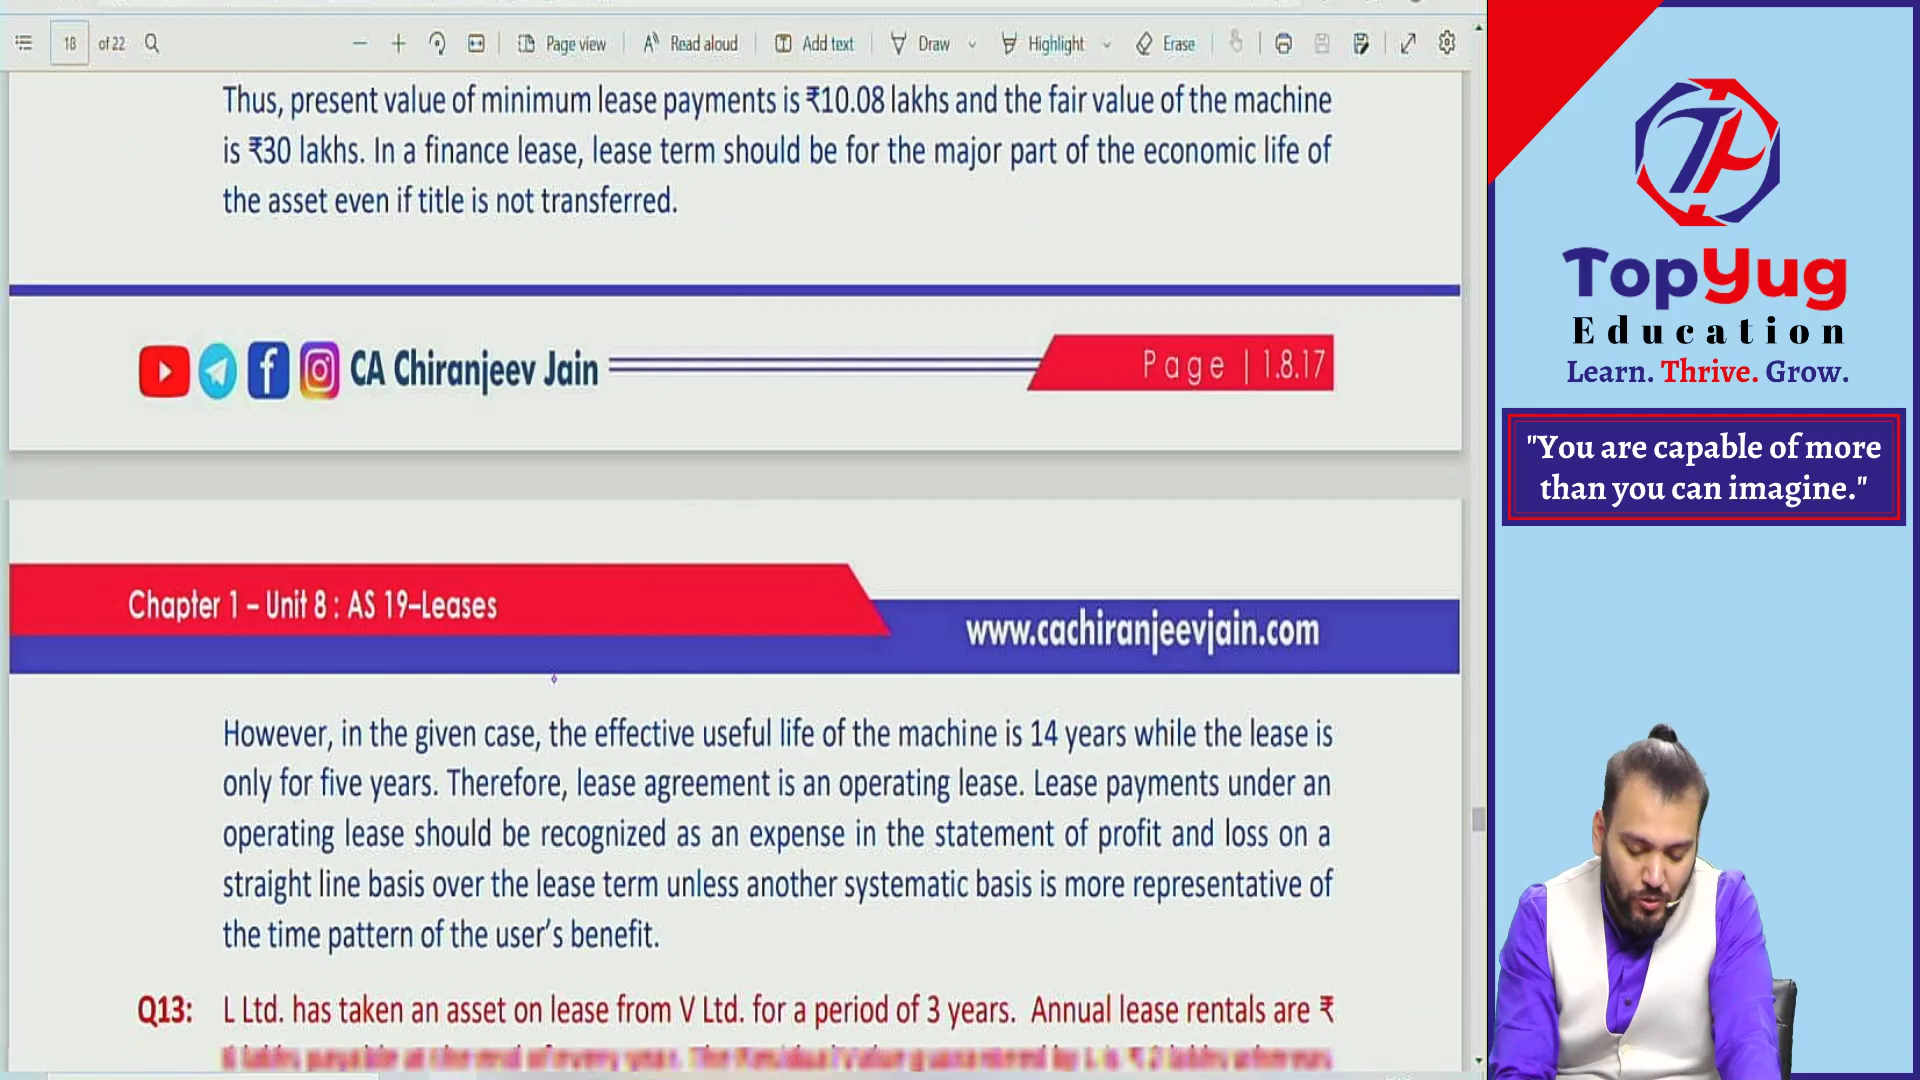 18 of 22 Page view Read aloud Add text Draw Highlight Erase
Thus, present value of minimum lease payments is ₹10.08 lakhs and the fair value of the machine
is ₹30 lakhs. In a finance lease, lease term should be for the major part of the economic life of
the asset even if title is not transferred.
CA Chiranjeev Jain
Page | 1.8.17
Chapter 1 – Unit 8 : AS 19–Leases
www.cachiranjeevjain.com
However, in the given case, the effective useful life of the machine is 14 years while the lease is
only for five years. Therefore, lease agreement is an operating lease. Lease payments under an
operating lease should be recognized as an expense in the statement of profit and loss on a
straight line basis over the lease term unless another systematic basis is more representative of
the time pattern of the user’s benefit.
Q13: L Ltd. has taken an asset on lease from V Ltd. for a period of 3 years. Annual lease rentals are ₹
payable at the end of every year. The
TopYug
Education
Learn. Thrive. Grow.
"You are capable of more
than you can imagine."